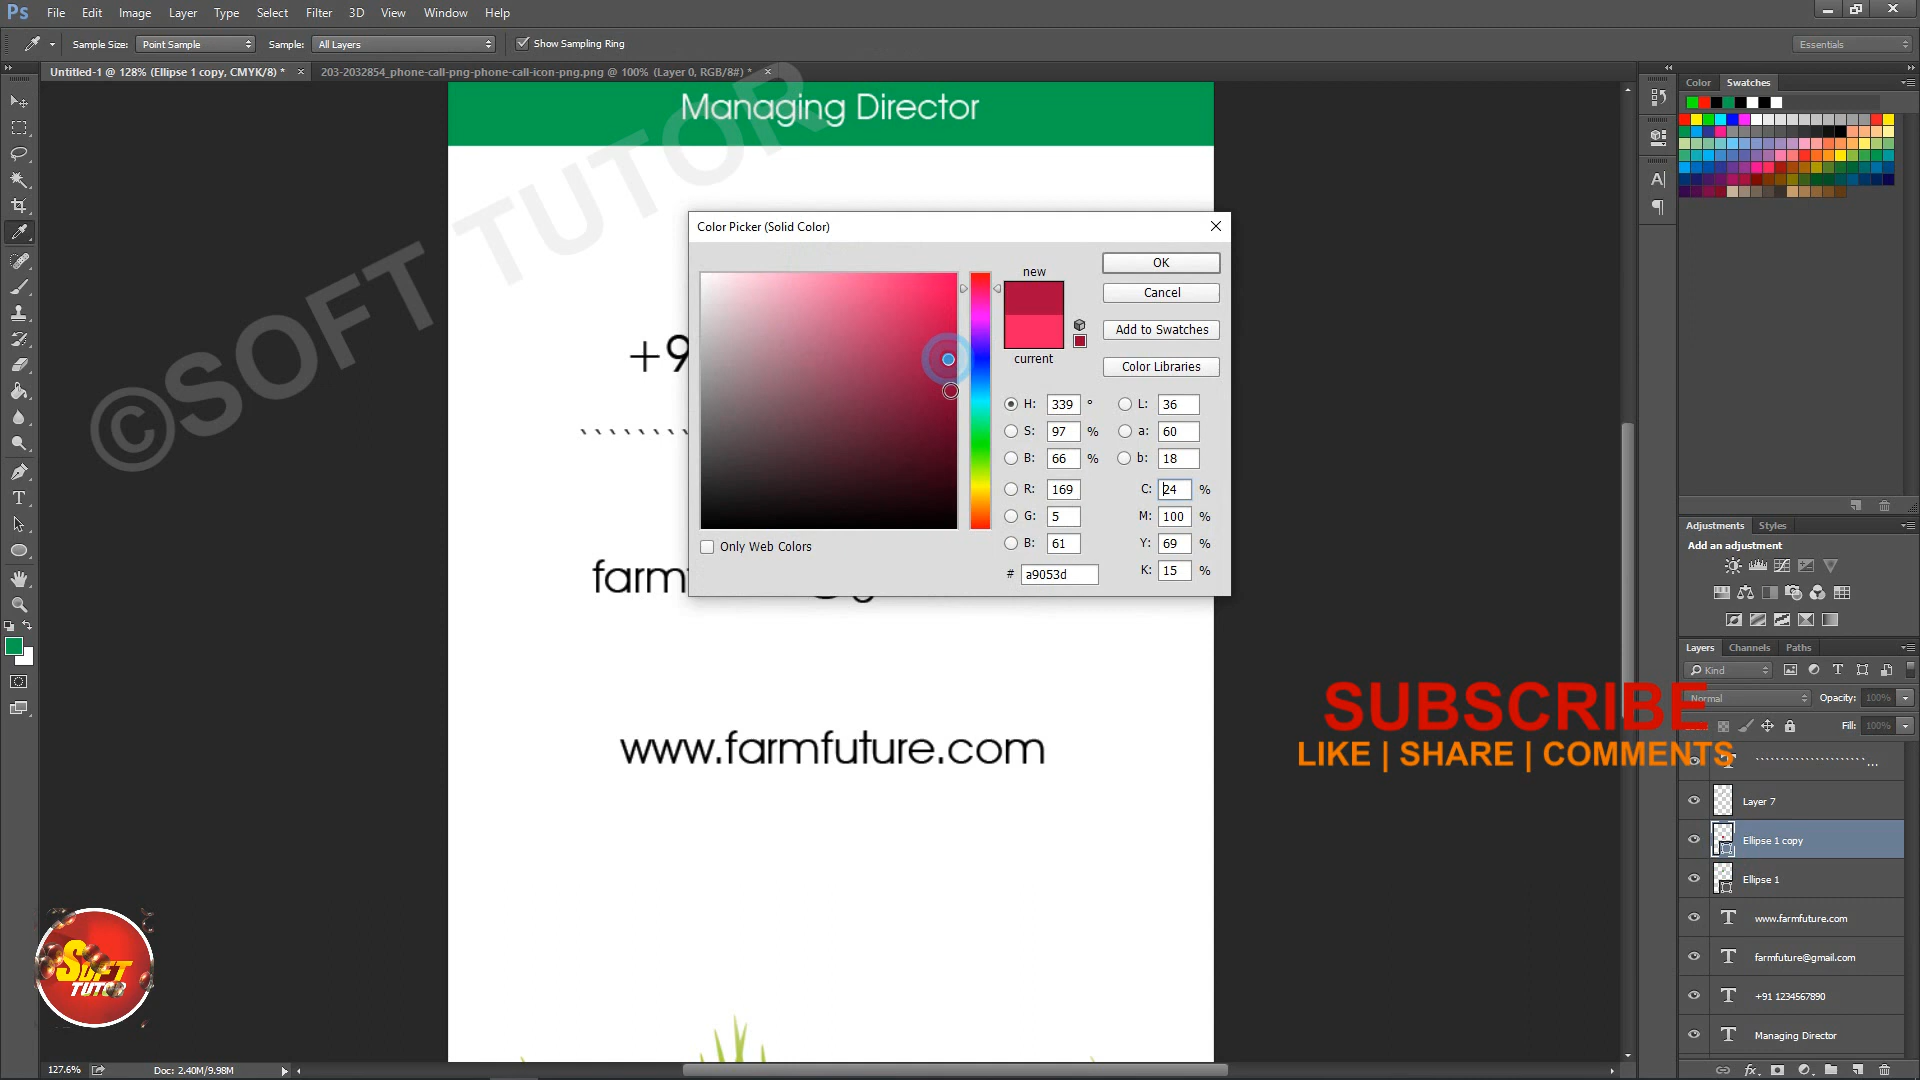 Ps File Edit Image Layer Type Select Filter 3D View Window Help
Sample Size: Point Sample Sample: All Layers Show Sampling Ring Essentials
Untitled-1 @ 128% (Ellipse 1 copy, CMYK/8) * × 203-2032854_phone-call-png-phone-call-icon-png.png @ 100% (Layer 0, RGB/8#) * ×
Color Swatches
Managing Director
©SOFT TUTOR
Color Picker (Solid Color)
new
current
OK
Cancel
Add to Swatches
Color Libraries
H: 339 ° L: 36
S: 97 % a: 60
B: 66 % b: 18
R: 169 C: 24 %
G: 5 M: 100 %
B: 61 Y: 69 %
# a9053d K: 15 %
Only Web Colors
+9
farm
www.farmfuture.com
Adjustments Styles
Add an adjustment
Layers Channels Paths
Kind
Normal Opacity: 100%
Fill: 100%
SUBSCRIBE
LIKE | SHARE | COMMENTS
Layer 7
Ellipse 1 copy
Ellipse 1
www.farmfuture.com
farmfuture@gmail.com
+91 1234567890
Managing Director
SOFT
TUTOR
127.6% Doc: 2.40M/9.98M